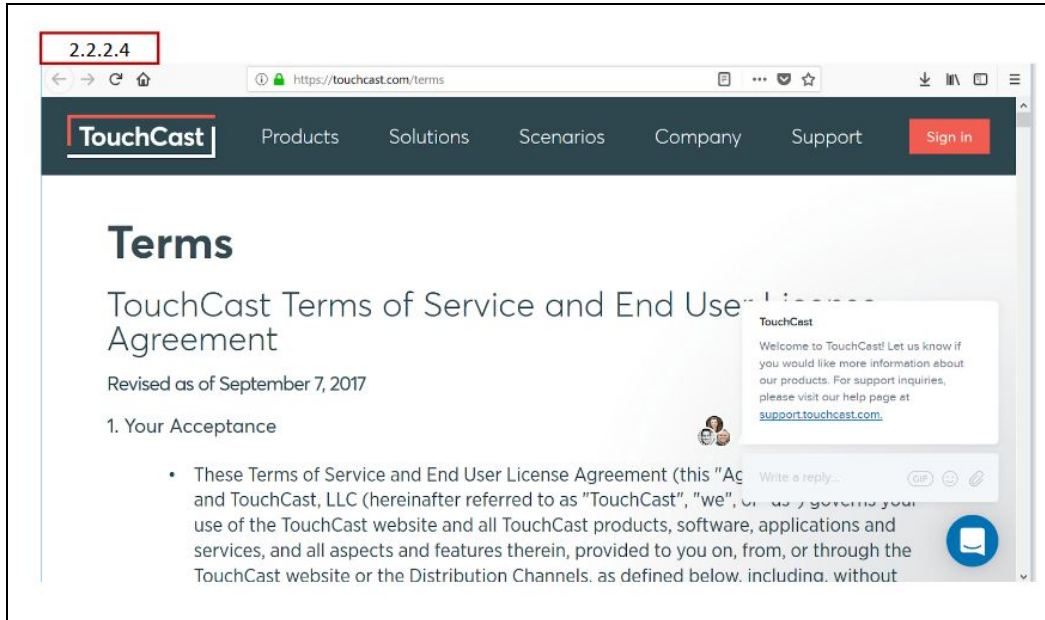 2.2.2.4
https://touchcast.com/terms
TouchCast Products Solutions Scenarios Company Support Sign in
Terms
TouchCast Terms of Service and End User
Agreement
Revised as of September 7, 2017
1. Your Acceptance
• These Terms of Service and End User License Agreement (this "Ag
and TouchCast, LLC (hereinafter referred to as "TouchCast", "we", or "us") governs your
use of the TouchCast website and all TouchCast products, software, applications and
services, and all aspects and features therein, provided to you on, from, or through the
TouchCast website or the Distribution Channels, as defined below, including, without
TouchCast
Welcome to TouchCast! Let us know if
you would like more information about
our products. For support inquiries,
please visit our help page at
support.touchcast.com.
Write a reply...
GIF